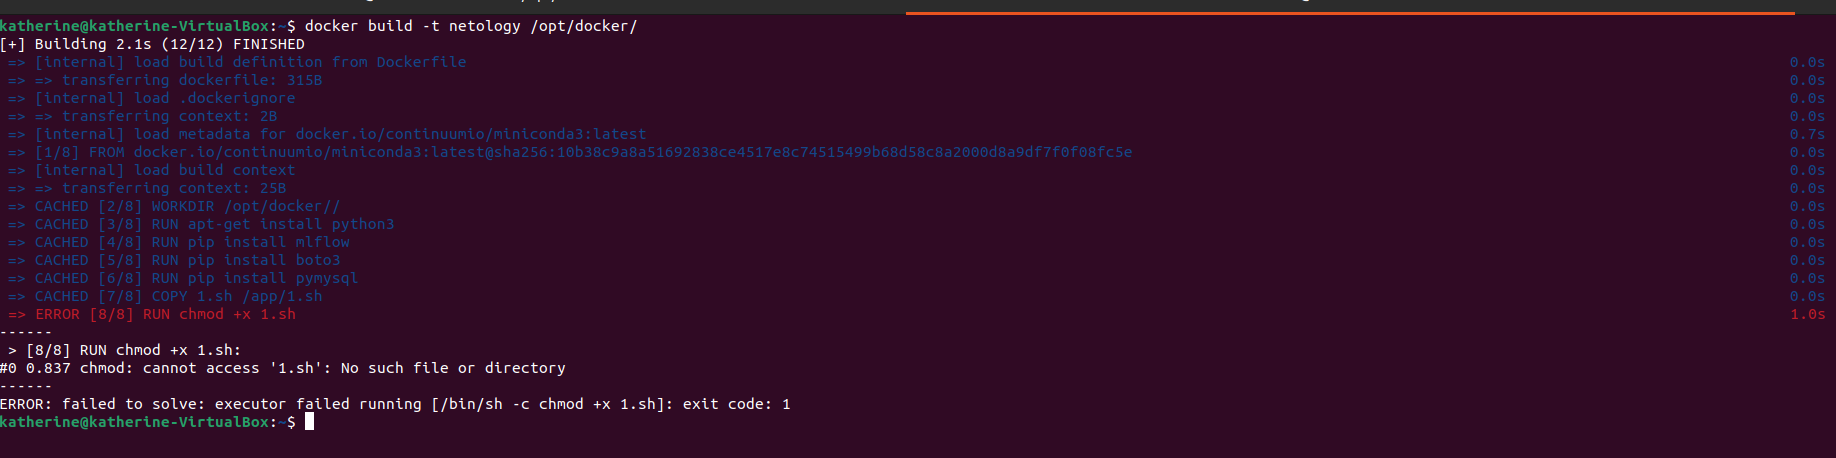 katherine@katherine-VirtualBox:~$ docker build -t netology /opt/docker/
[+] Building 2.1s (12/12) FINISHED
=> [internal] load build definition from Dockerfile 0.0s
=> => transferring dockerfile: 315B 0.0s
=> [internal] load .dockerignore 0.0s
=> => transferring context: 2B 0.0s
=> [internal] load metadata for docker.io/continuumio/miniconda3:latest 0.7s
=> [1/8] FROM docker.io/continuumio/miniconda3:latest@sha256:10b38c9a8a51692838ce4517e8c74515499b68d58c8a2000d8a9df7f0f08fc5e 0.0s
=> [internal] load build context 0.0s
=> => transferring context: 25B 0.0s
=> CACHED [2/8] WORKDIR /opt/docker// 0.0s
=> CACHED [3/8] RUN apt-get install python3 0.0s
=> CACHED [4/8] RUN pip install mlflow 0.0s
=> CACHED [5/8] RUN pip install boto3 0.0s
=> CACHED [6/8] RUN pip install pymysql 0.0s
=> CACHED [7/8] COPY 1.sh /app/1.sh 0.0s
=> ERROR [8/8] RUN chmod +x 1.sh 1.0s
------
> [8/8] RUN chmod +x 1.sh:
#0 0.837 chmod: cannot access '1.sh': No such file or directory
------
ERROR: failed to solve: executor failed running [/bin/sh -c chmod +x 1.sh]: exit code: 1
katherine@katherine-VirtualBox:~$